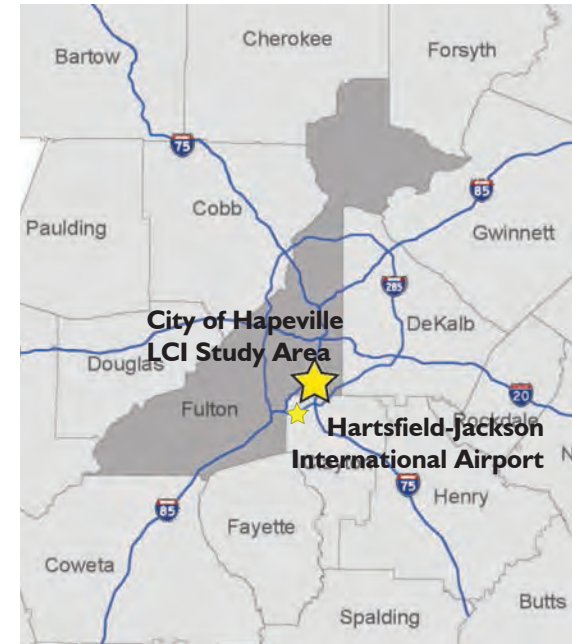 Cherokee
Forsyth
Bartow
75
85
Cobb
Paulding
Gwinnett
285
City of Hapeville
LCI Study Area
DeKalb
Douglas
20
Fulton
Rockdale
Hartsfield-Jackson
International Airport
Clayton
75
Henry
85
Fayette
Coweta
Butts
Spalding